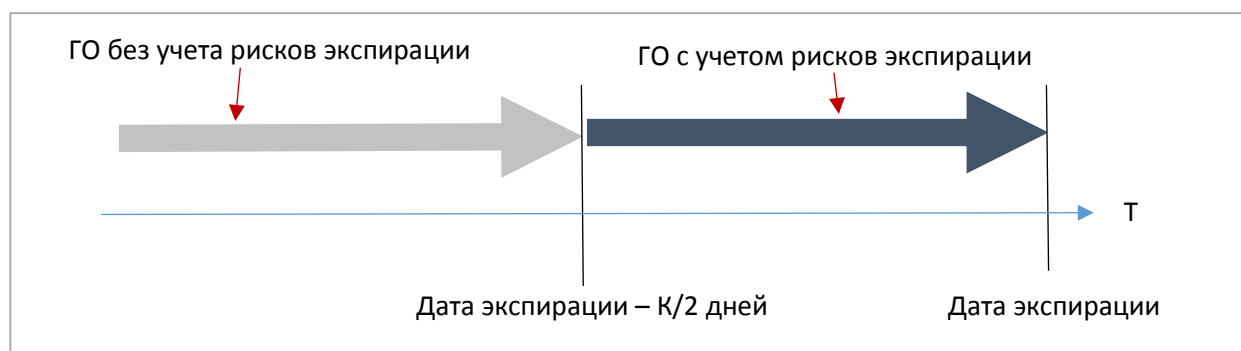 ГО без учета рисков экспирации
ГО с учетом рисков экспирации
T
Дата экспирации – К/2 дней
Дата экспирации